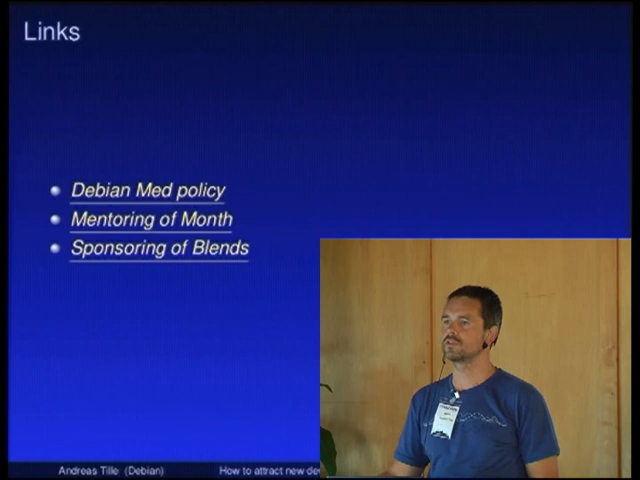 Links
Debian Med policy
Mentoring of Month
Sponsoring of Blends
Andreas Tille (Debian)
How to attract new de